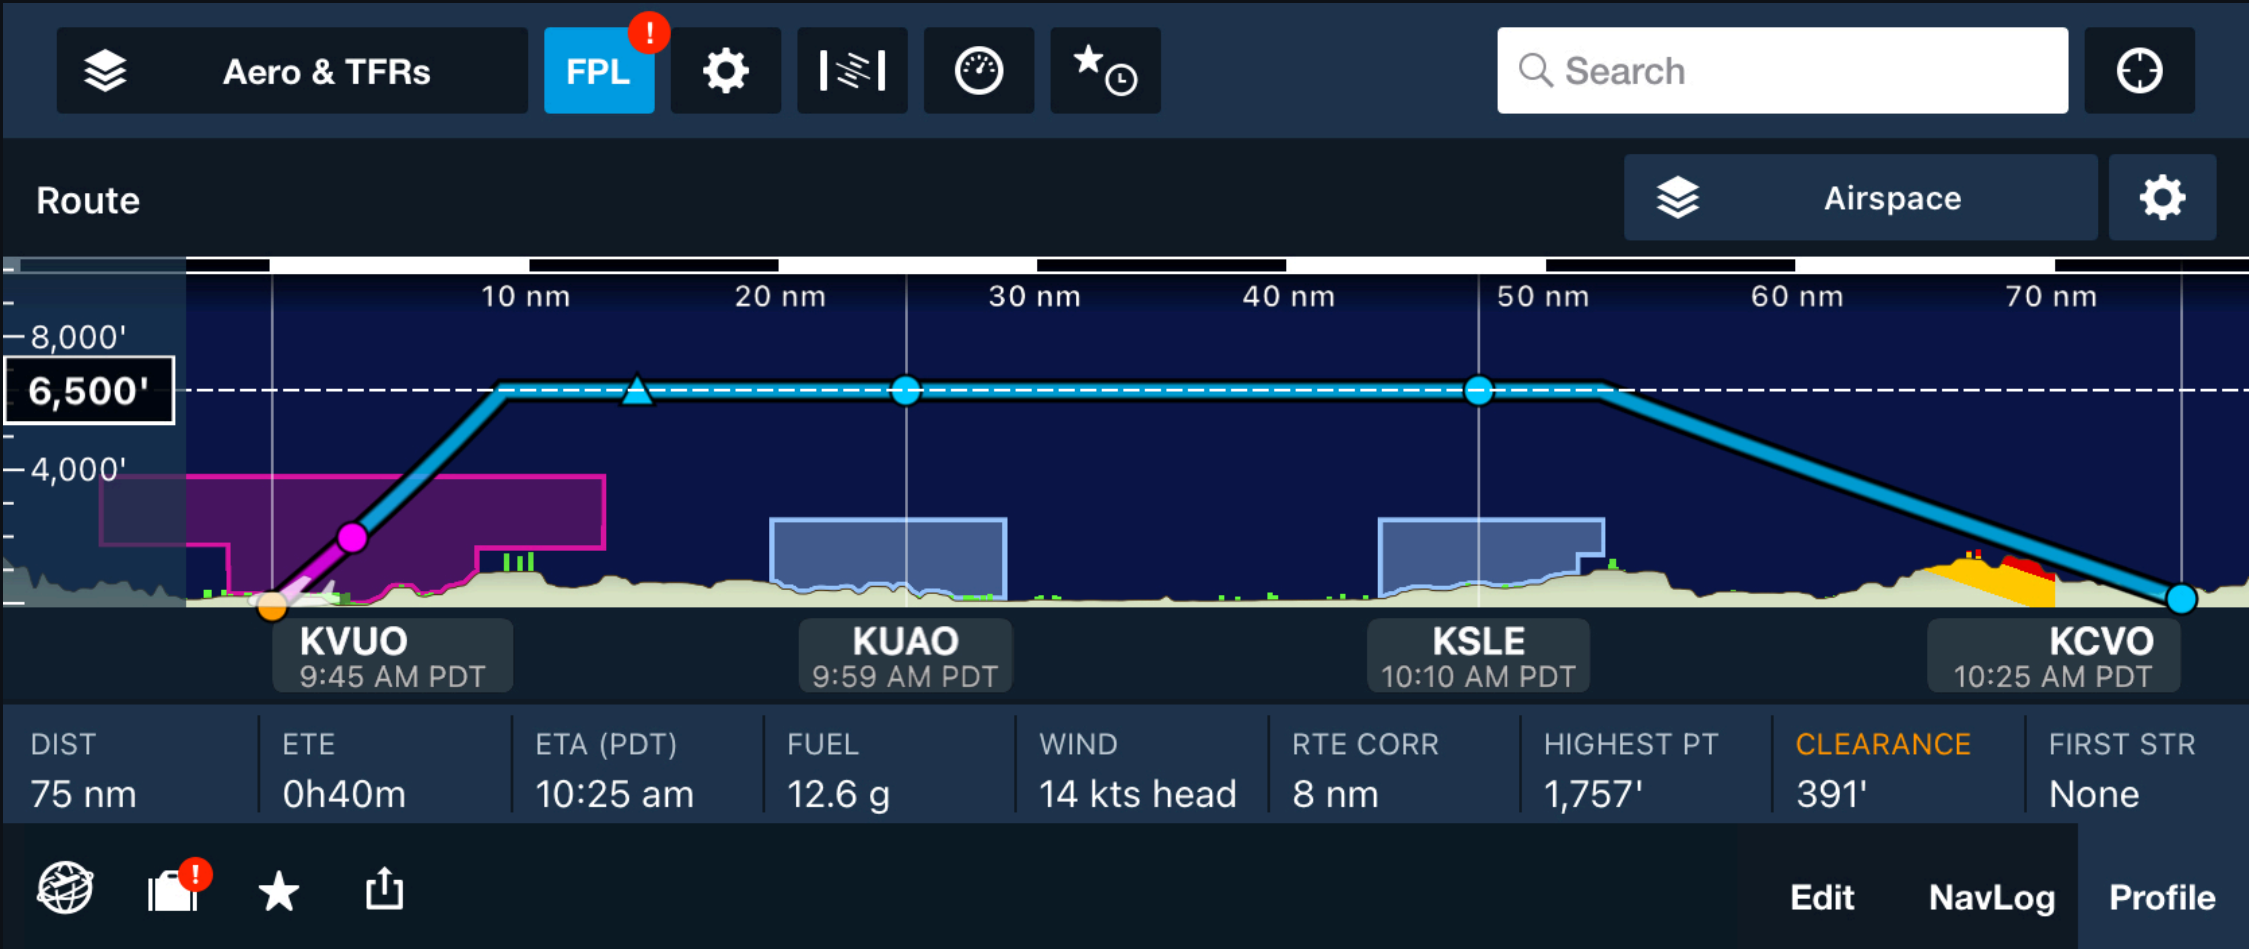 Aero & TFRs
FPL
!
Search
Route
Airspace
10 nm
20 nm
30 nm
40 nm
50 nm
60 nm
70 nm
8,000'
6,500'
4,000'
KVUO
9:45 AM PDT
KUAO
9:59 AM PDT
KSLE
10:10 AM PDT
KCVO
10:25 AM PDT
DIST
75 nm
ETE
0h40m
ETA (PDT)
10:25 am
FUEL
12.6 g
WIND
14 kts head
RTE CORR
8 nm
HIGHEST PT
1,757'
CLEARANCE
391'
FIRST STR
None
!
Edit
NavLog
Profile